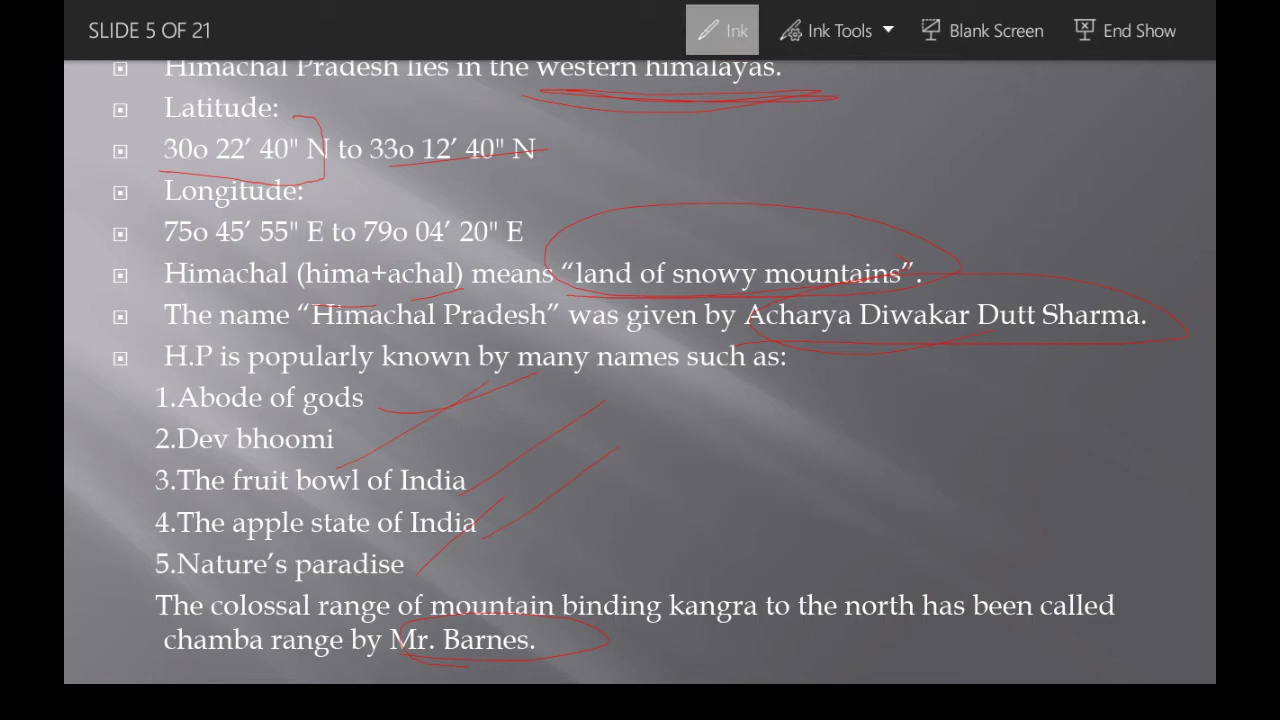 SLIDE 5 OF 21
Ink
Ink Tools
Blank Screen
End Show
Himachal Pradesh lies in the western himalayas.
Latitude:
30o 22′ 40" N to 33o 12′ 40" N
Longitude:
75o 45′ 55" E to 79o 04′ 20" E
Himachal (hima+achal) means “land of snowy mountains”.
The name “Himachal Pradesh” was given by Acharya Diwakar Dutt Sharma.
H.P is popularly known by many names such as:
1.Abode of gods
2.Dev bhoomi
3.The fruit bowl of India
4.The apple state of India
5.Nature’s paradise
The colossal range of mountain binding kangra to the north has been called
chamba range by Mr. Barnes.